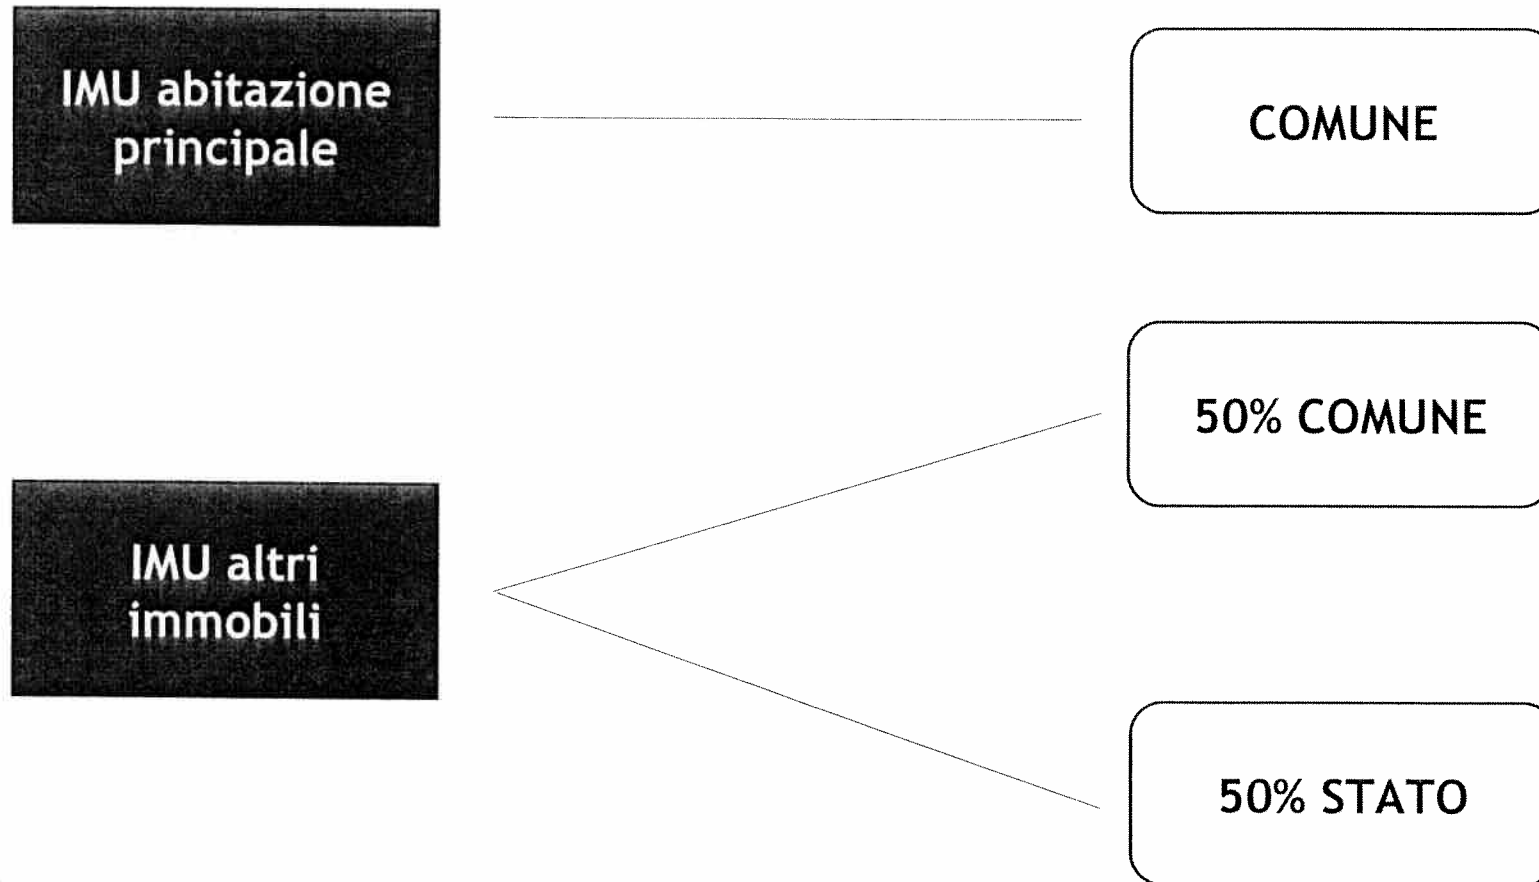 IMU abitazione
principale
COMUNE
50% COMUNE
IMU altri
immobili
50% STATO